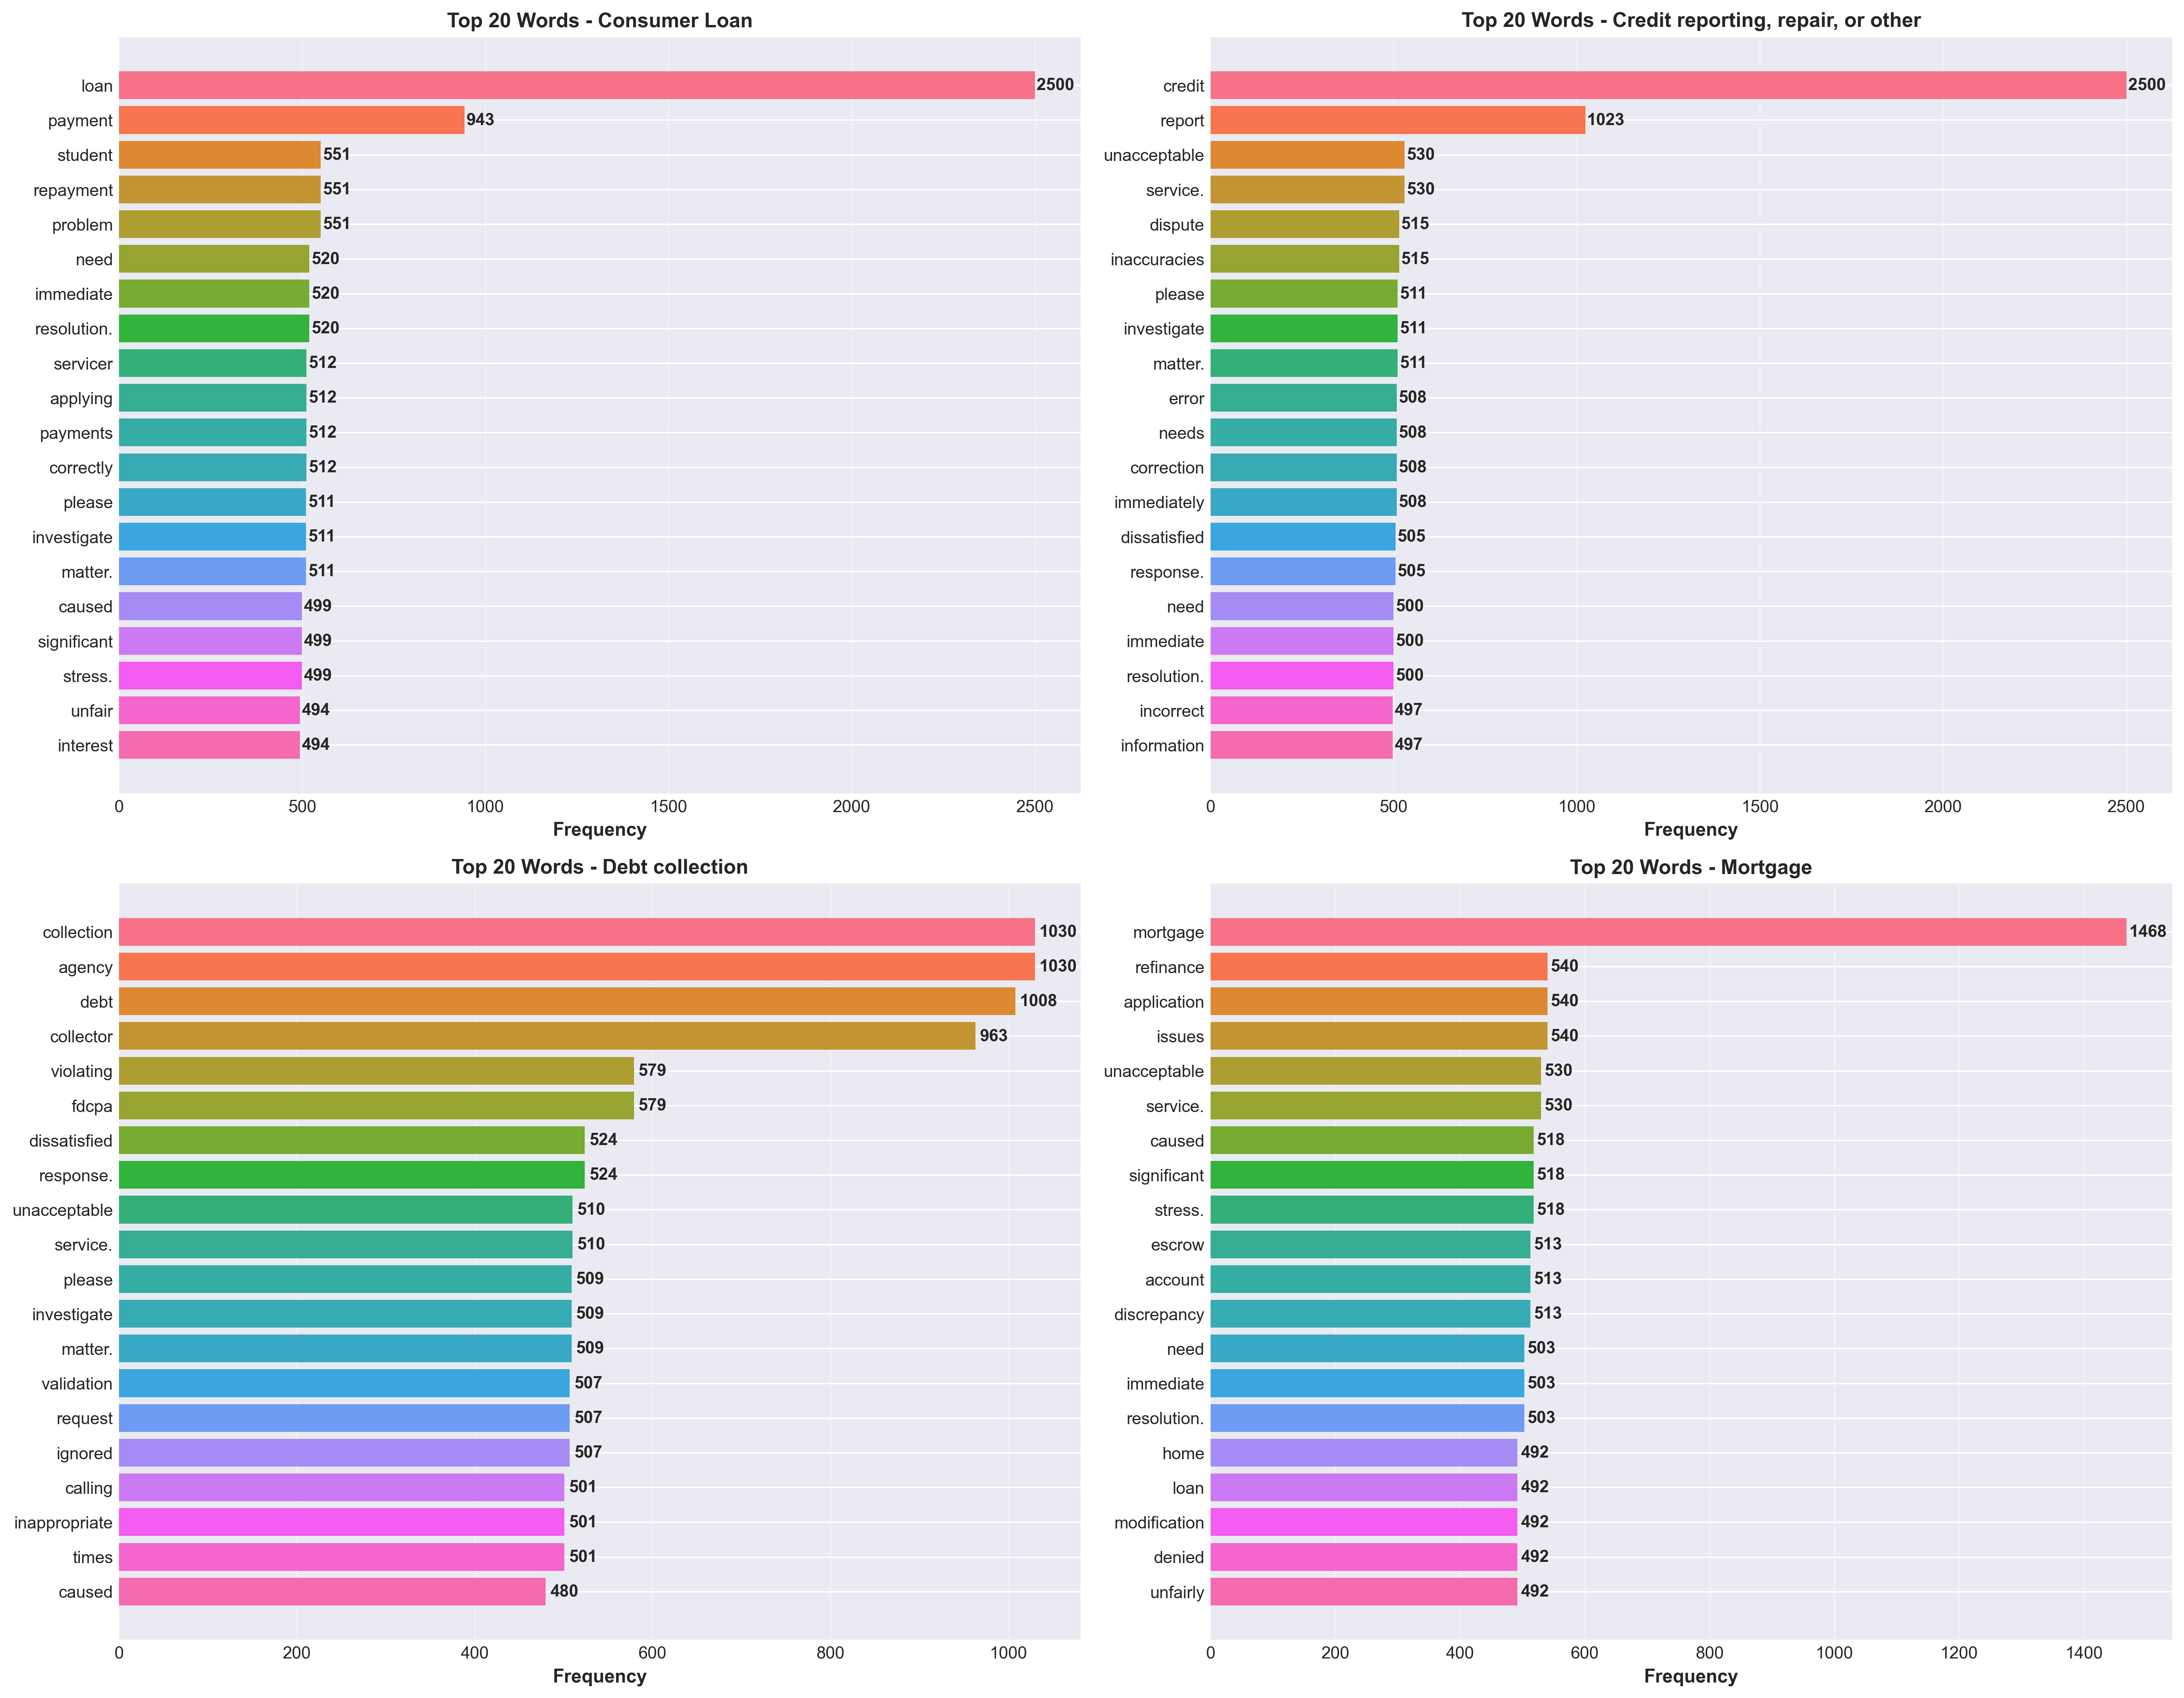 Top 20 Words - Consumer Loan
loan 2500
payment 943
student 551
repayment 551
problem 551
need 520
immediate 520
resolution. 520
servicer 512
applying 512
payments 512
correctly 512
please 511
investigate 511
matter. 511
caused 499
significant 499
stress. 499
unfair 494
interest 494
0 500 1000 1500 2000 2500
Frequency
Top 20 Words - Credit reporting, repair, or other
credit 2500
report 1023
unacceptable 530
service. 530
dispute 515
inaccuracies 515
please 511
investigate 511
matter. 511
error 508
needs 508
correction 508
immediately 508
dissatisfied 505
response. 505
need 500
immediate 500
resolution. 500
incorrect 497
information 497
0 500 1000 1500 2000 2500
Frequency
Top 20 Words - Debt collection
collection 1030
agency 1030
debt 1008
collector 963
violating 579
fdcpa 579
dissatisfied 524
response. 524
unacceptable 510
service. 510
please 509
investigate 509
matter. 509
validation 507
request 507
ignored 507
calling 501
inappropriate 501
times 501
caused 480
0 200 400 600 800 1000
Frequency
Top 20 Words - Mortgage
mortgage 1468
refinance 540
application 540
issues 540
unacceptable 530
service. 530
caused 518
significant 518
stress. 518
escrow 513
account 513
discrepancy 513
need 503
immediate 503
resolution. 503
home 492
loan 492
modification 492
denied 492
unfairly 492
0 200 400 600 800 1000 1200 1400
Frequency